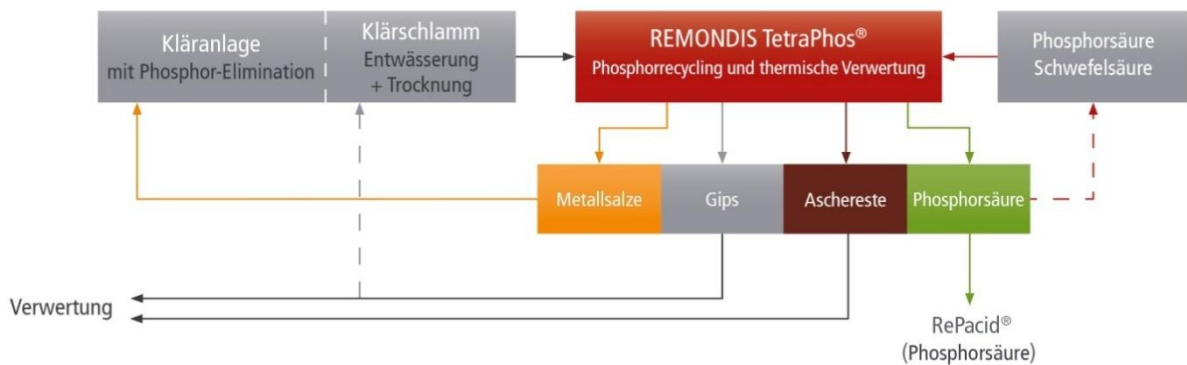 Kläranlage
mit Phosphor-Elimination
Klärschlamm
Entwässerung
+ Trocknung
REMONDIS TetraPhos®
Phosphorrecycling und thermische Verwertung
Phosphorsäure
Schwefelsäure
Metallsalze
Gips
Aschereste
Phosphorsäure
Verwertung
RePacid®
(Phosphorsäure)